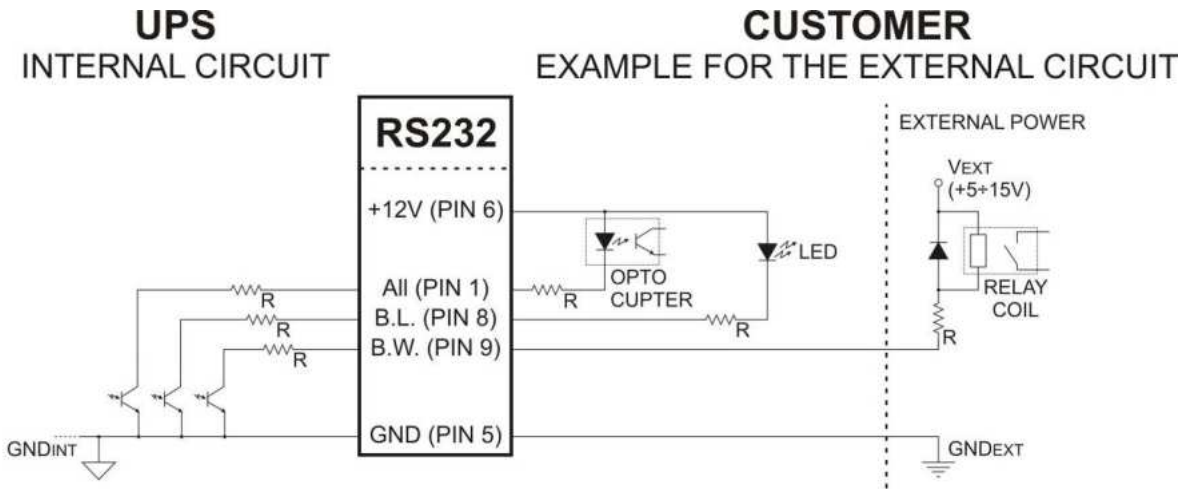 UPS
INTERNAL CIRCUIT
CUSTOMER
EXAMPLE FOR THE EXTERNAL CIRCUIT
RS232
EXTERNAL POWER
VEXT
(+5÷15V)
+12V (PIN 6)
LED
OPTO
CUPTER
RELAY
COIL
All (PIN 1)
R
R
B.L. (PIN 8)
R
R
B.W. (PIN 9)
R
R
GND (PIN 5)
GNDINT
GNDEXT